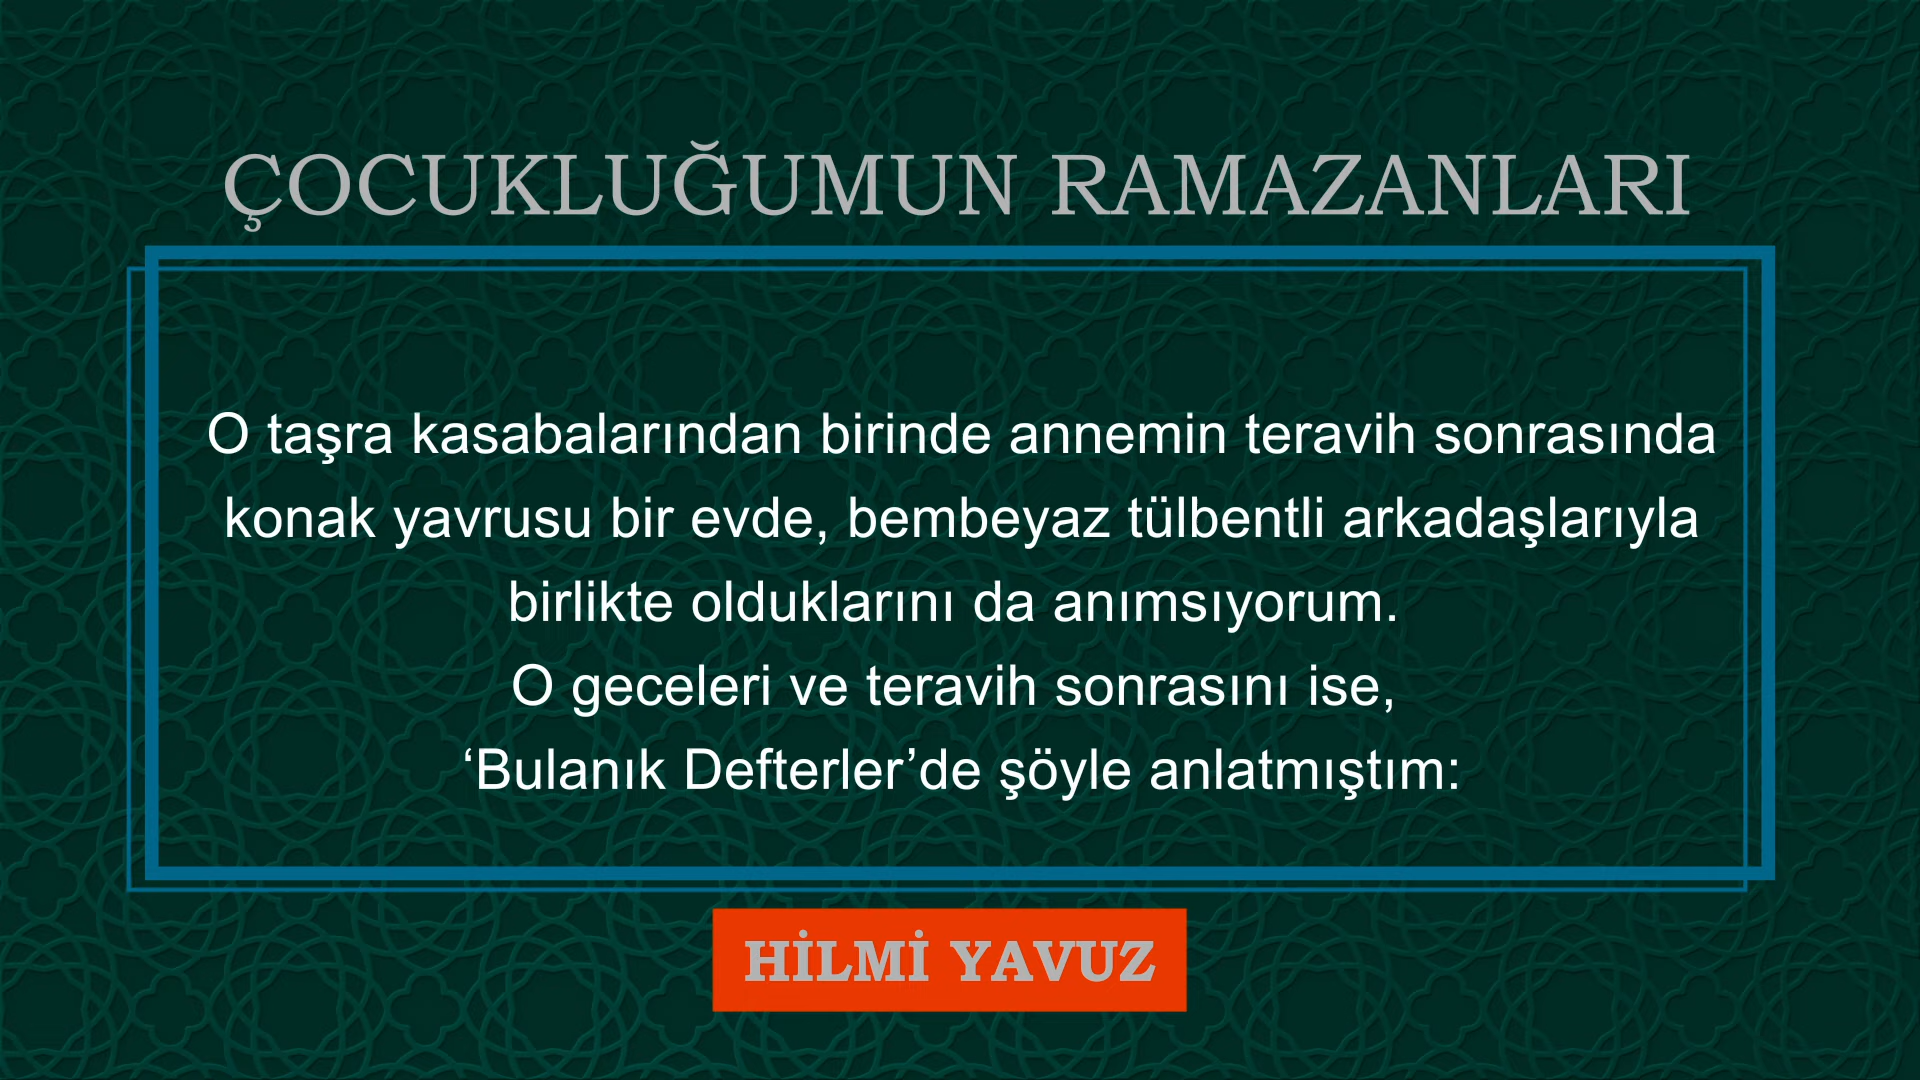 ÇOCUKLUĞUMUN RAMAZANLARI
O taşra kasabalarından birinde annemin teravih sonrasında
konak yavrusu bir evde, bembeyaz tülbentli arkadaşlarıyla
birlikte olduklarını da anımsıyorum.
O geceleri ve teravih sonrasını ise,
‘Bulanık Defterler’de şöyle anlatmıştım:
HİLMİ YAVUZ